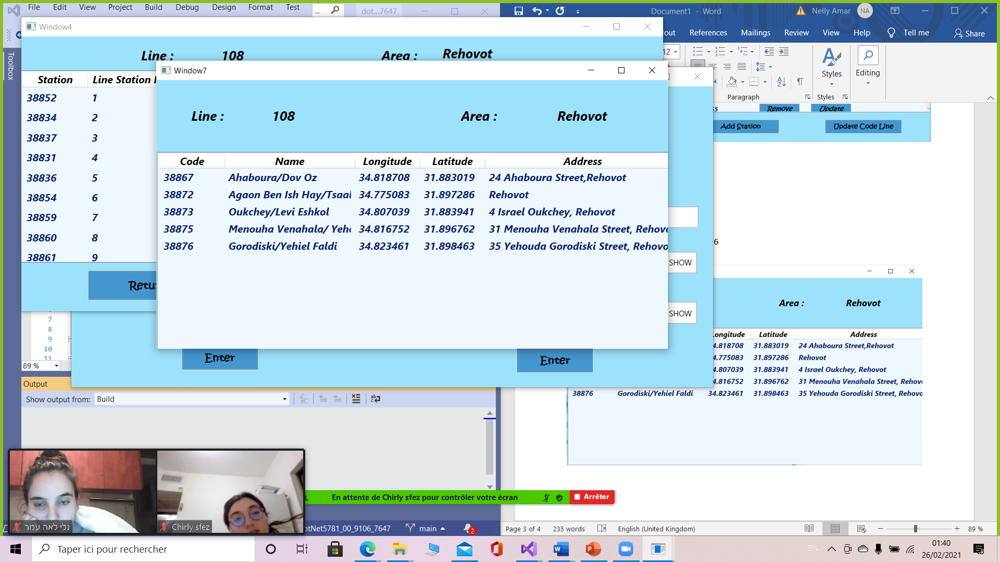 File Edit View Project Build Debug Design Format Test ... dot...7647
Document1 - Word Nelly Amar NA
Window4
out References Mailings Review View Help Tell me Share
Line : 108 Area : Rehovot
12
Styles Editing
Paragraph Styles
Toolbox
Station Line Station
38852 1
38834 2
38837 3
38831 4
38836 5
38854 6
38859 7
38860 8
38861 9
Retu
Window7
Line : 108 Area : Rehovot
Code Name Longitude Latitude Address
38867 Ahaboura/Dov Oz 34.818708 31.883019 24 Ahaboura Street,Rehovot
38872 Agaon Ben Ish Hay/Tsaal 34.775083 31.897286 Rehovot
38873 Oukchey/Levi Eshkol 34.807039 31.883941 4 Israel Oukchey, Rehovot
38875 Menouha Venahala/ Yeho 34.816752 31.896762 31 Menouha Venahala Street, Rehovo
38876 Gorodiski/Yehiel Faldi 34.823461 31.898463 35 Yehouda Gorodiski Street, Rehovo
SHOW
SHOW
Enter Enter
Remove Update
Add Station Update Code Line
6
Area : Rehovot
Longitude Latitude Address
4.818708 31.883019 24 Ahaboura Street,Rehovot
4.775083 31.897286 Rehovot
4.807039 31.883941 4 Israel Oukchey, Rehovot
4.816752 31.896762 31 Menouha Venahala Street, Rehovo
38876 Gorodiski/Yehiel Faldi 34.823461 31.898463 35 Yehouda Gorodiski Street, Rehovo
7
8
9
10
11
89 %
Output
Show output from: Build
נלי לאה עמר
Chirly sfez
En attente de Chirly sfez pour contrôler votre écran Arrêter
otNet5781_00_9106_7647 main 2
Page 3 of 4 235 words English (United Kingdom) 89 %
Taper ici pour rechercher
EN
01:40
26/02/2021